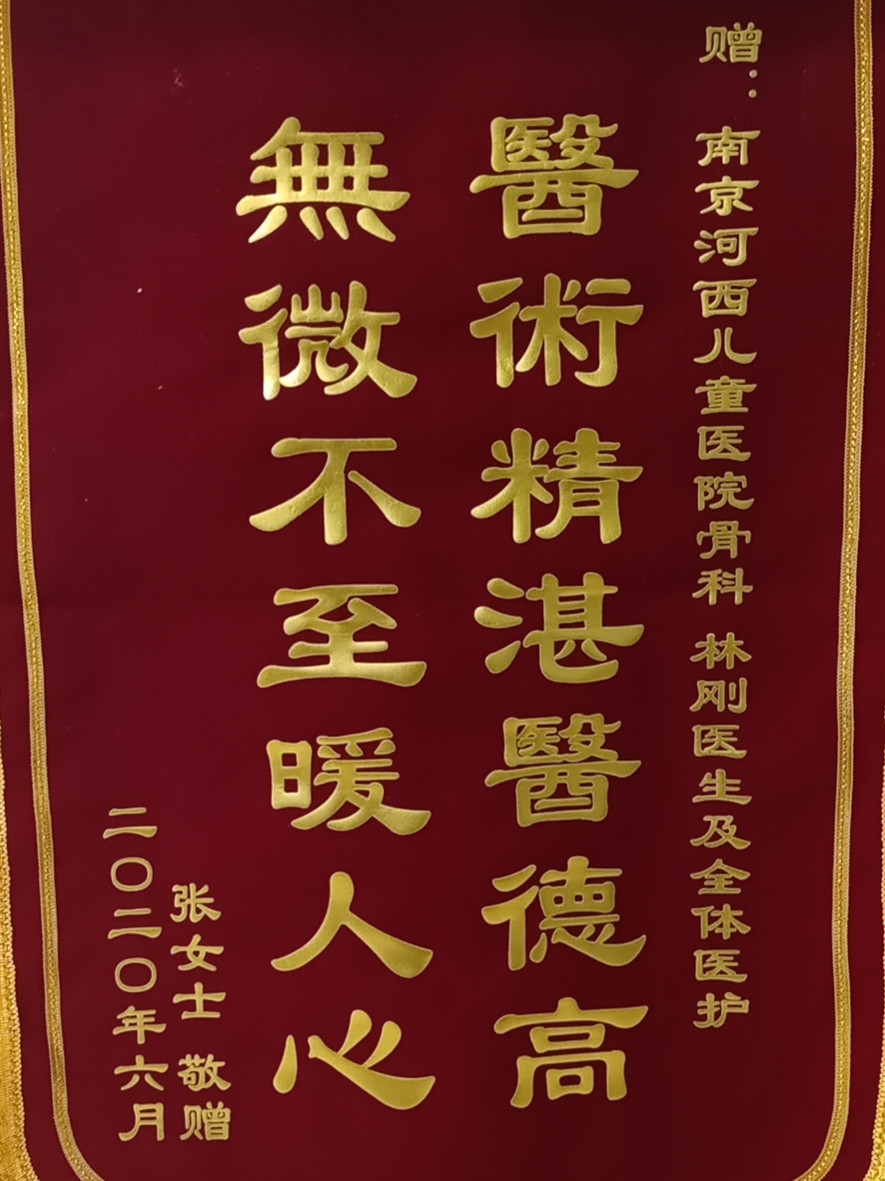 赠：南京河西儿童医院骨科 林刚医生及全体医护
醫術精湛醫德高
無微不至暖人心
张女士 敬赠
二〇二〇年六月